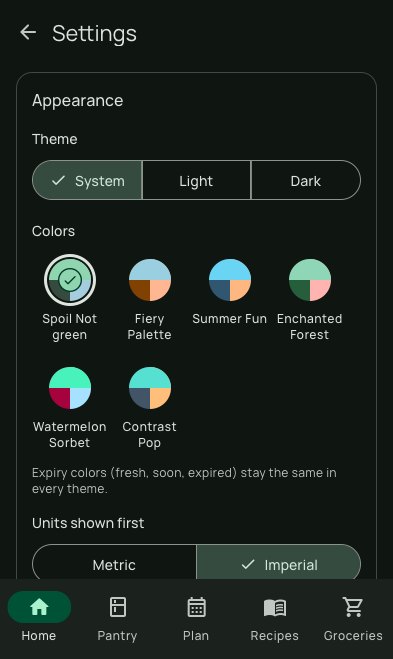 Settings
Appearance
Theme
System Light Dark
Colors
Spoil Not green
Fiery Palette
Summer Fun
Enchanted Forest
Watermelon Sorbet
Contrast Pop
Expiry colors (fresh, soon, expired) stay the same in
every theme.
Units shown first
Metric Imperial
Home Pantry Plan Recipes Groceries